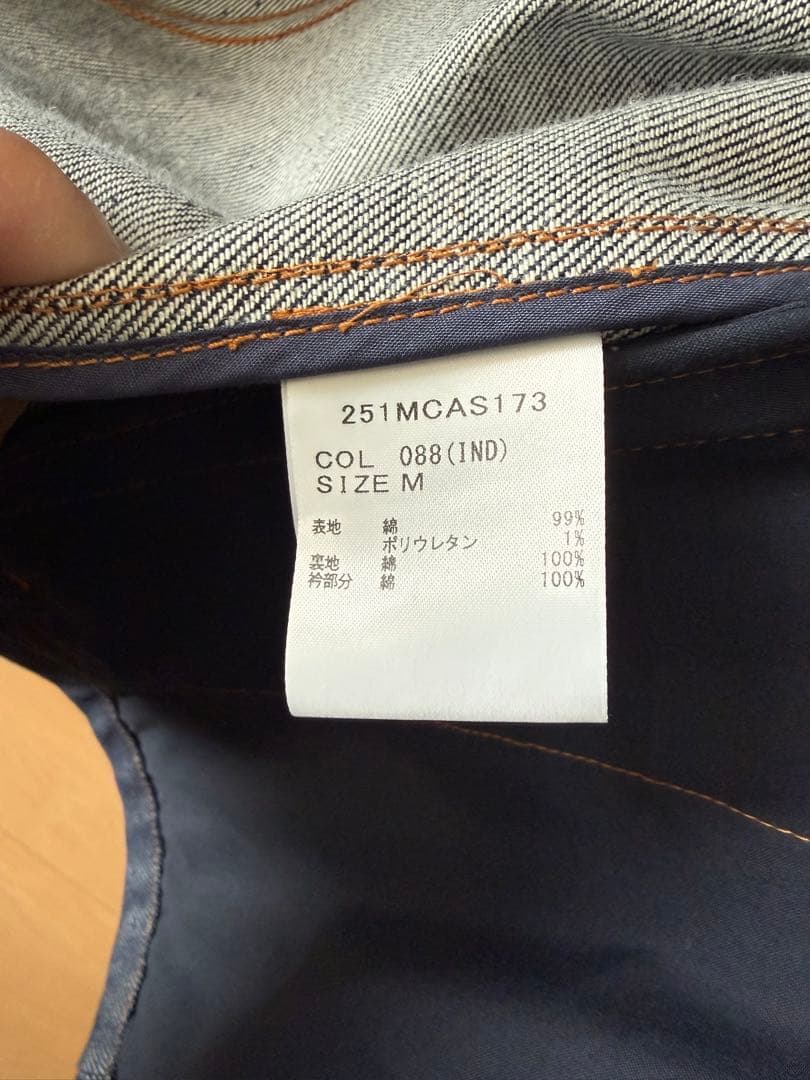 251MCAS173
COL 088(IND)
SIZE M
表地 綿 99%
ポリウレタン 1%
裏地 綿 100%
衿部分 綿 100%